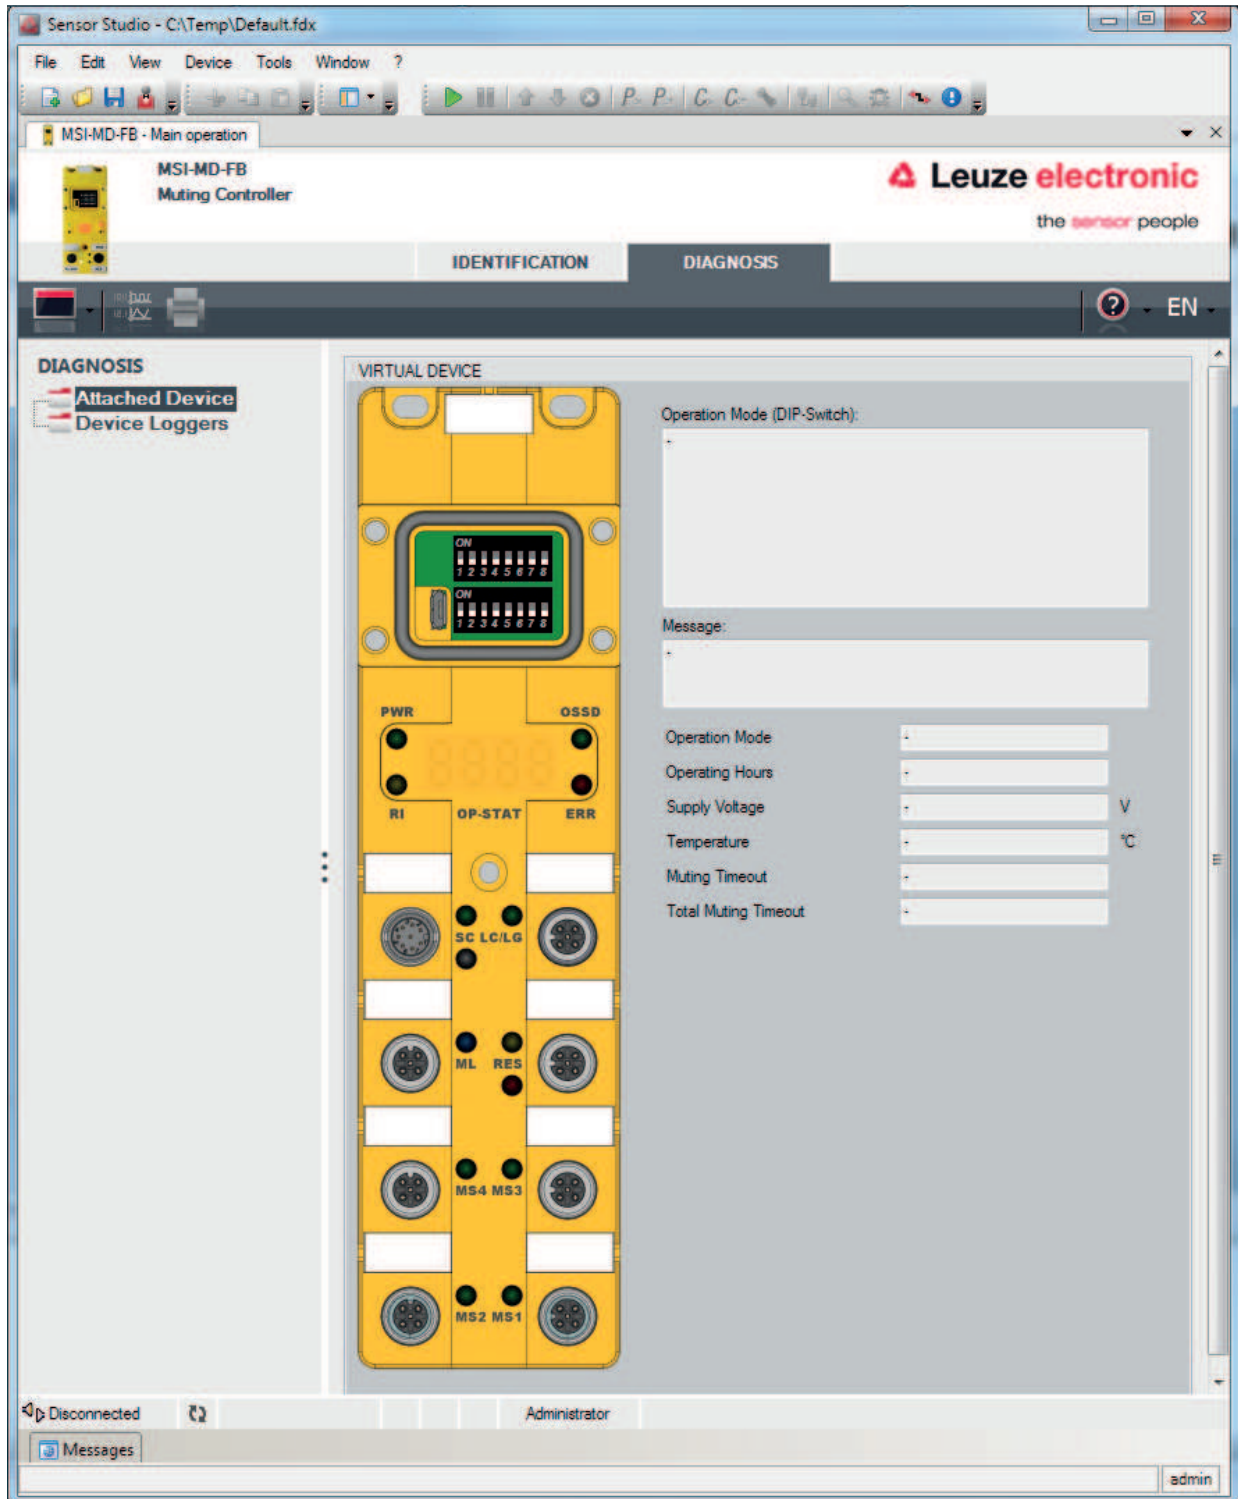 Sensor Studio - C:\Temp\Default.fdx
File Edit View Device Tools Window ?
MSI-MD-FB - Main operation
MSI-MD-FB
Muting Controller
Leuze electronic
the sensor people
IDENTIFICATION DIAGNOSIS
EN
DIAGNOSIS
Attached Device
Device Loggers
VIRTUAL DEVICE
Operation Mode (DIP-Switch):
-
ON
1 2 3 4 5 6 7 8
ON
1 2 3 4 5 6 7 8
Message:
-
PWR OSSD
RI OP-STAT ERR
Operation Mode -
Operating Hours -
Supply Voltage - V
Temperature - °C
Muting Timeout -
Total Muting Timeout -
SC LC/LG
ML RES
MS4 MS3
MS2 MS1
Disconnected Administrator
Messages
admin